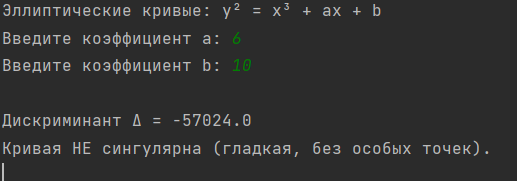 Эллиптические кривые: y² = x³ + ax + b
Введите коэффициент a: 6
Введите коэффициент b: 10
Дискриминант Δ = -57024.0
Кривая НЕ сингулярна (гладкая, без особых точек).